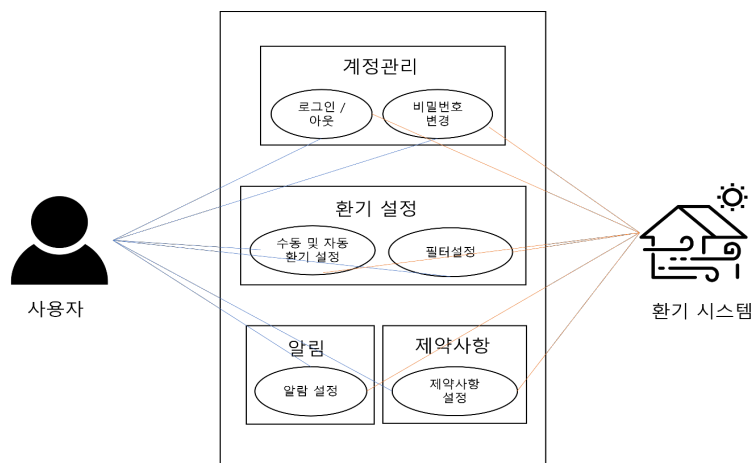 계정관리
로그인 /
아웃
비밀번호
변경
환기 설정
수동 및 자동
환기 설정
필터설정
사용자
환기 시스템
알림
알람 설정
제약사항
제약사항
설정